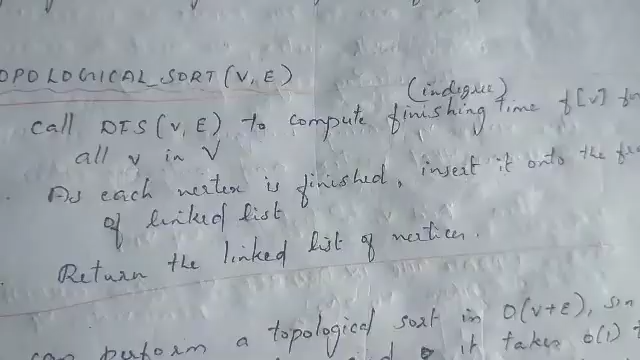 OPOLOGICAL_SORT(V, E)
(indegree)
call DFS (V, E) to compute finishing Time f[v] for
all v in V
As each vertex is finished, insert it onto the
of linked list
Return the linked list of vertices.
can perform a topological sort in O(V+E),
it takes O(1)